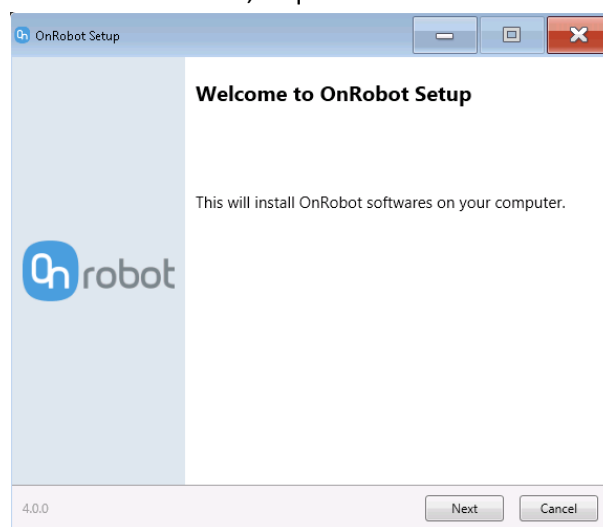 OnRobot Setup
Welcome to OnRobot Setup
This will install OnRobot softwares on your computer.
On robot
4.0.0
Next
Cancel